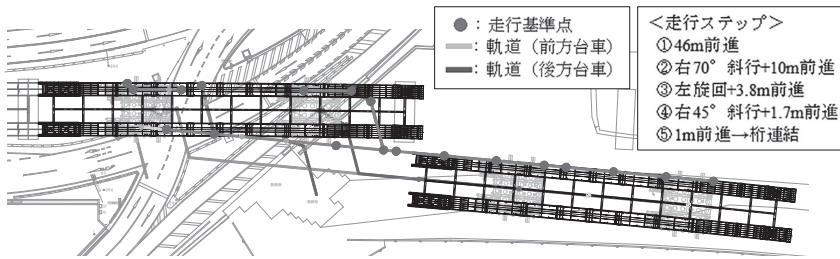 ●：走行基準点
：軌道（前方台車）
：軌道（後方台車）
＜走行ステップ＞
①46m前進
②右70°斜行+10m前進
③左旋回+3.8m前進
④右45°斜行+1.7m前進
⑤1m前進→桁連結